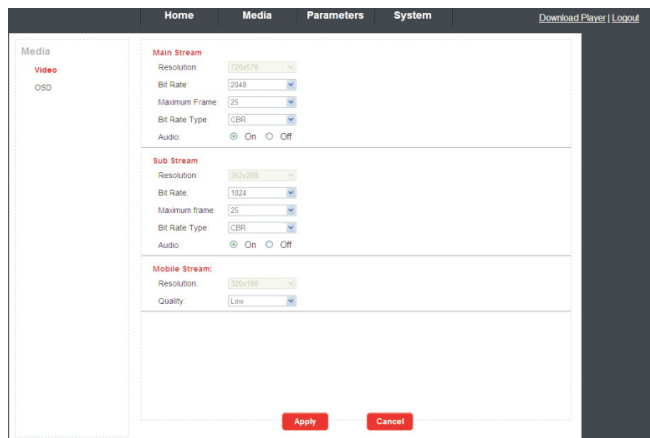 Home Media Parameters System
Download Player | Logout
Media
Video
OSD
Main Stream
Resolution: 720x576
Bit Rate: 2048
Maximum Frame: 25
Bit Rate Type: CBR
Audio: On Off
Sub Stream
Resolution: 352x288
Bit Rate: 1024
Maximum frame: 25
Bit Rate Type: CBR
Audio: On Off
Mobile Stream:
Resolution: 320x180
Quality: Low
Apply Cancel